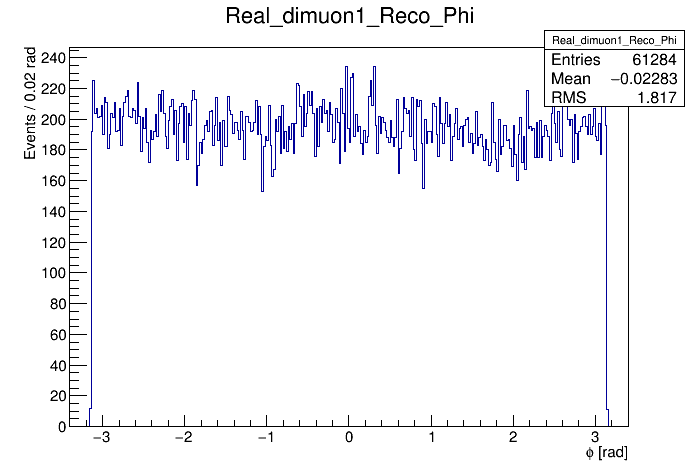 Real_dimuon1_Reco_Phi
Real_dimuon1_Reco_Phi
Entries 61284
Mean −0.02283
RMS 1.817
Events / 0.02 rad
240
220
200
180
160
140
120
100
80
60
40
20
0
−3 −2 −1 0 1 2 3
ϕ [rad]